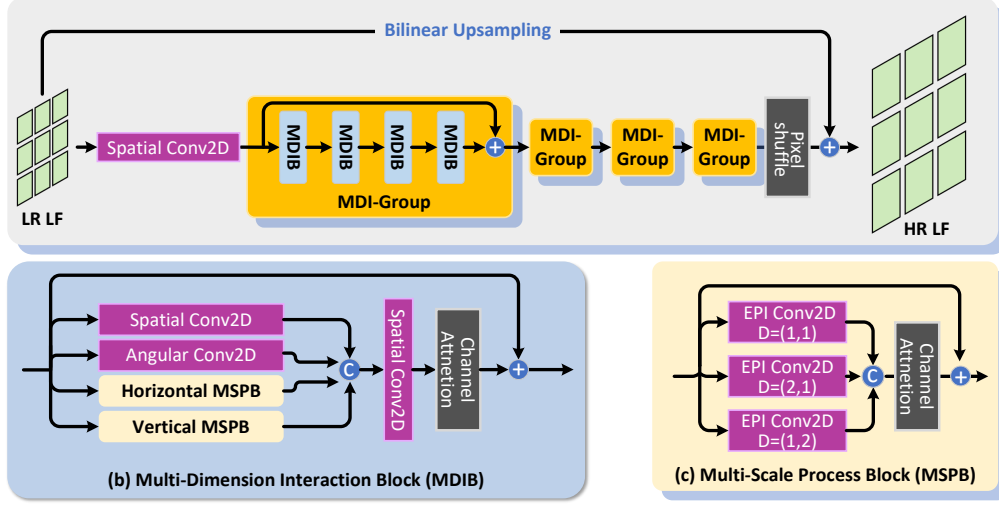 Bilinear Upsampling
LR LF
Spatial Conv2D
MDIB
MDIB
MDIB
MDIB
+
MDI-Group
MDI-
Group
MDI-
Group
MDI-
Group
Pixel
shuffle
+
HR LF
Spatial Conv2D
Angular Conv2D
Horizontal MSPB
Vertical MSPB
C
Spatial Conv2D
Channel
Attnetion
+
(b) Multi-Dimension Interaction Block (MDIB)
EPI Conv2D
D=(1,1)
EPI Conv2D
D=(2,1)
EPI Conv2D
D=(1,2)
C
Channel
Attnetion
+
(c) Multi-Scale Process Block (MSPB)